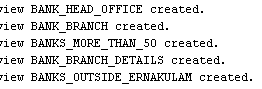 view BANK_HEAD_OFFICE created.
view BANK_BRANCH created.
view BANKS_MORE_THAN_50 created.
view BANK_BRANCH_DETAILS created.
view BANKS_OUTSIDE_ERNAKULAM created.